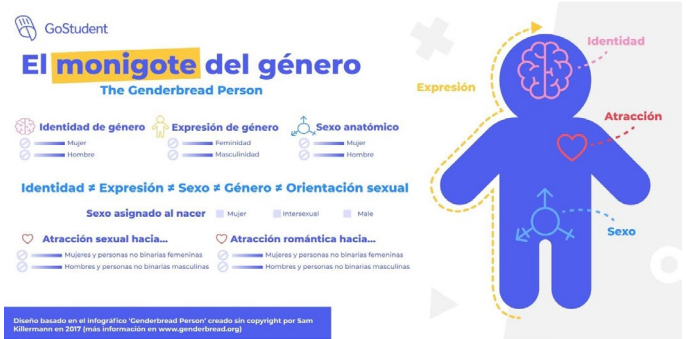 GoStudent
El monigote del género
The Genderbread Person
Identidad de género
Mujer
Hombre
Expresión de género
Feminidad
Masculinidad
Sexo anatómico
Mujer
Hombre
Identidad ≠ Expresión ≠ Sexo ≠ Género ≠ Orientación sexual
Sexo asignado al nacer
Mujer
Intersexual
Male
Atracción sexual hacia...
Mujeres y personas no binarias femeninas
Hombres y personas no binarias masculinas
Atracción romántica hacia...
Mujeres y personas no binarias femeninas
Hombres y personas no binarias masculinas
Diseño basado en el infográfico 'Genderbread Person' creado sin copyright por Sam
Killermann en 2017 (más información en www.genderbread.org)
Identidad
Expresión
Atracción
Sexo